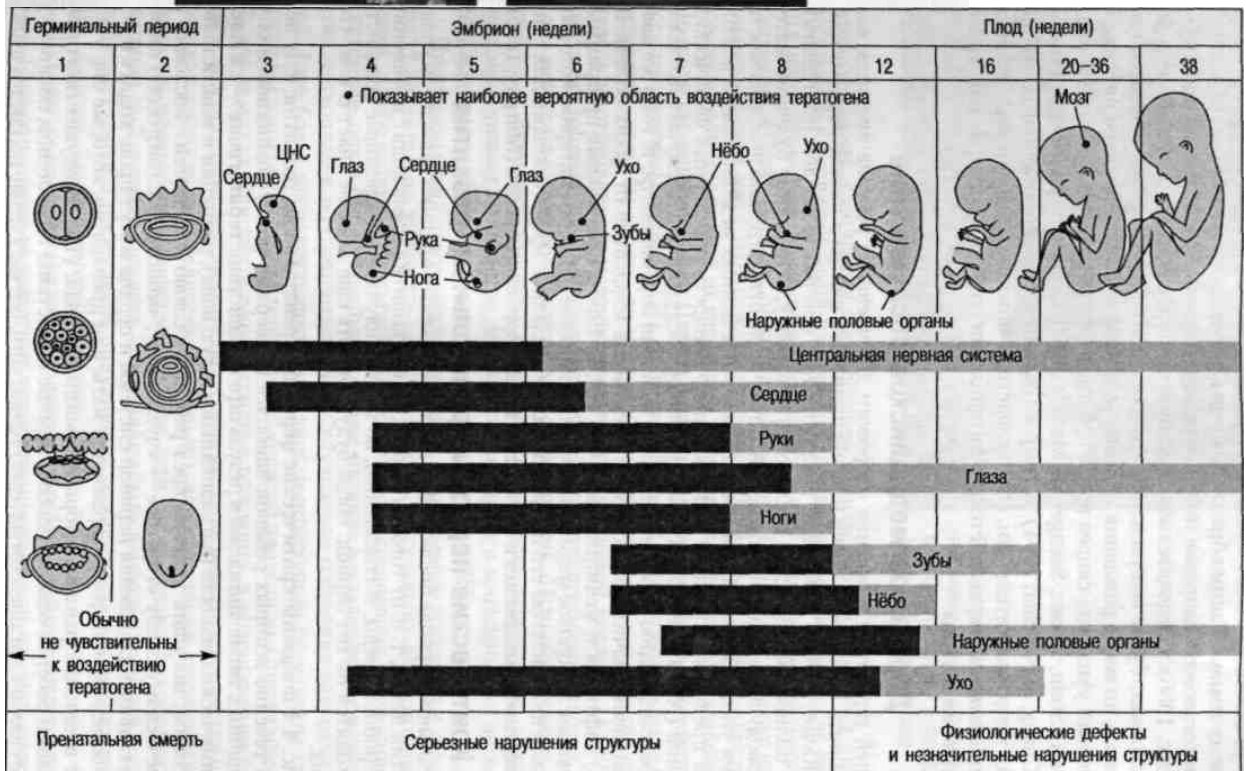 Герминальный период
Эмбрион (недели)
Плод (недели)
1 2 3 4 5 6 7 8 12 16 20–36 38
• Показывает наиболее вероятную область воздействия тератогена
Мозг
ЦНС
Сердце
Глаз
Сердце
Глаз
Рука
Нога
Ухо
Зубы
Нёбо
Ухо
Наружные половые органы
Центральная нервная система
Сердце
Руки
Глаза
Ноги
Зубы
Нёбо
Наружные половые органы
Ухо
Обычно
не чувствительны
к воздействию
тератогена
Пренатальная смерть
Серьезные нарушения структуры
Физиологические дефекты
и незначительные нарушения структуры